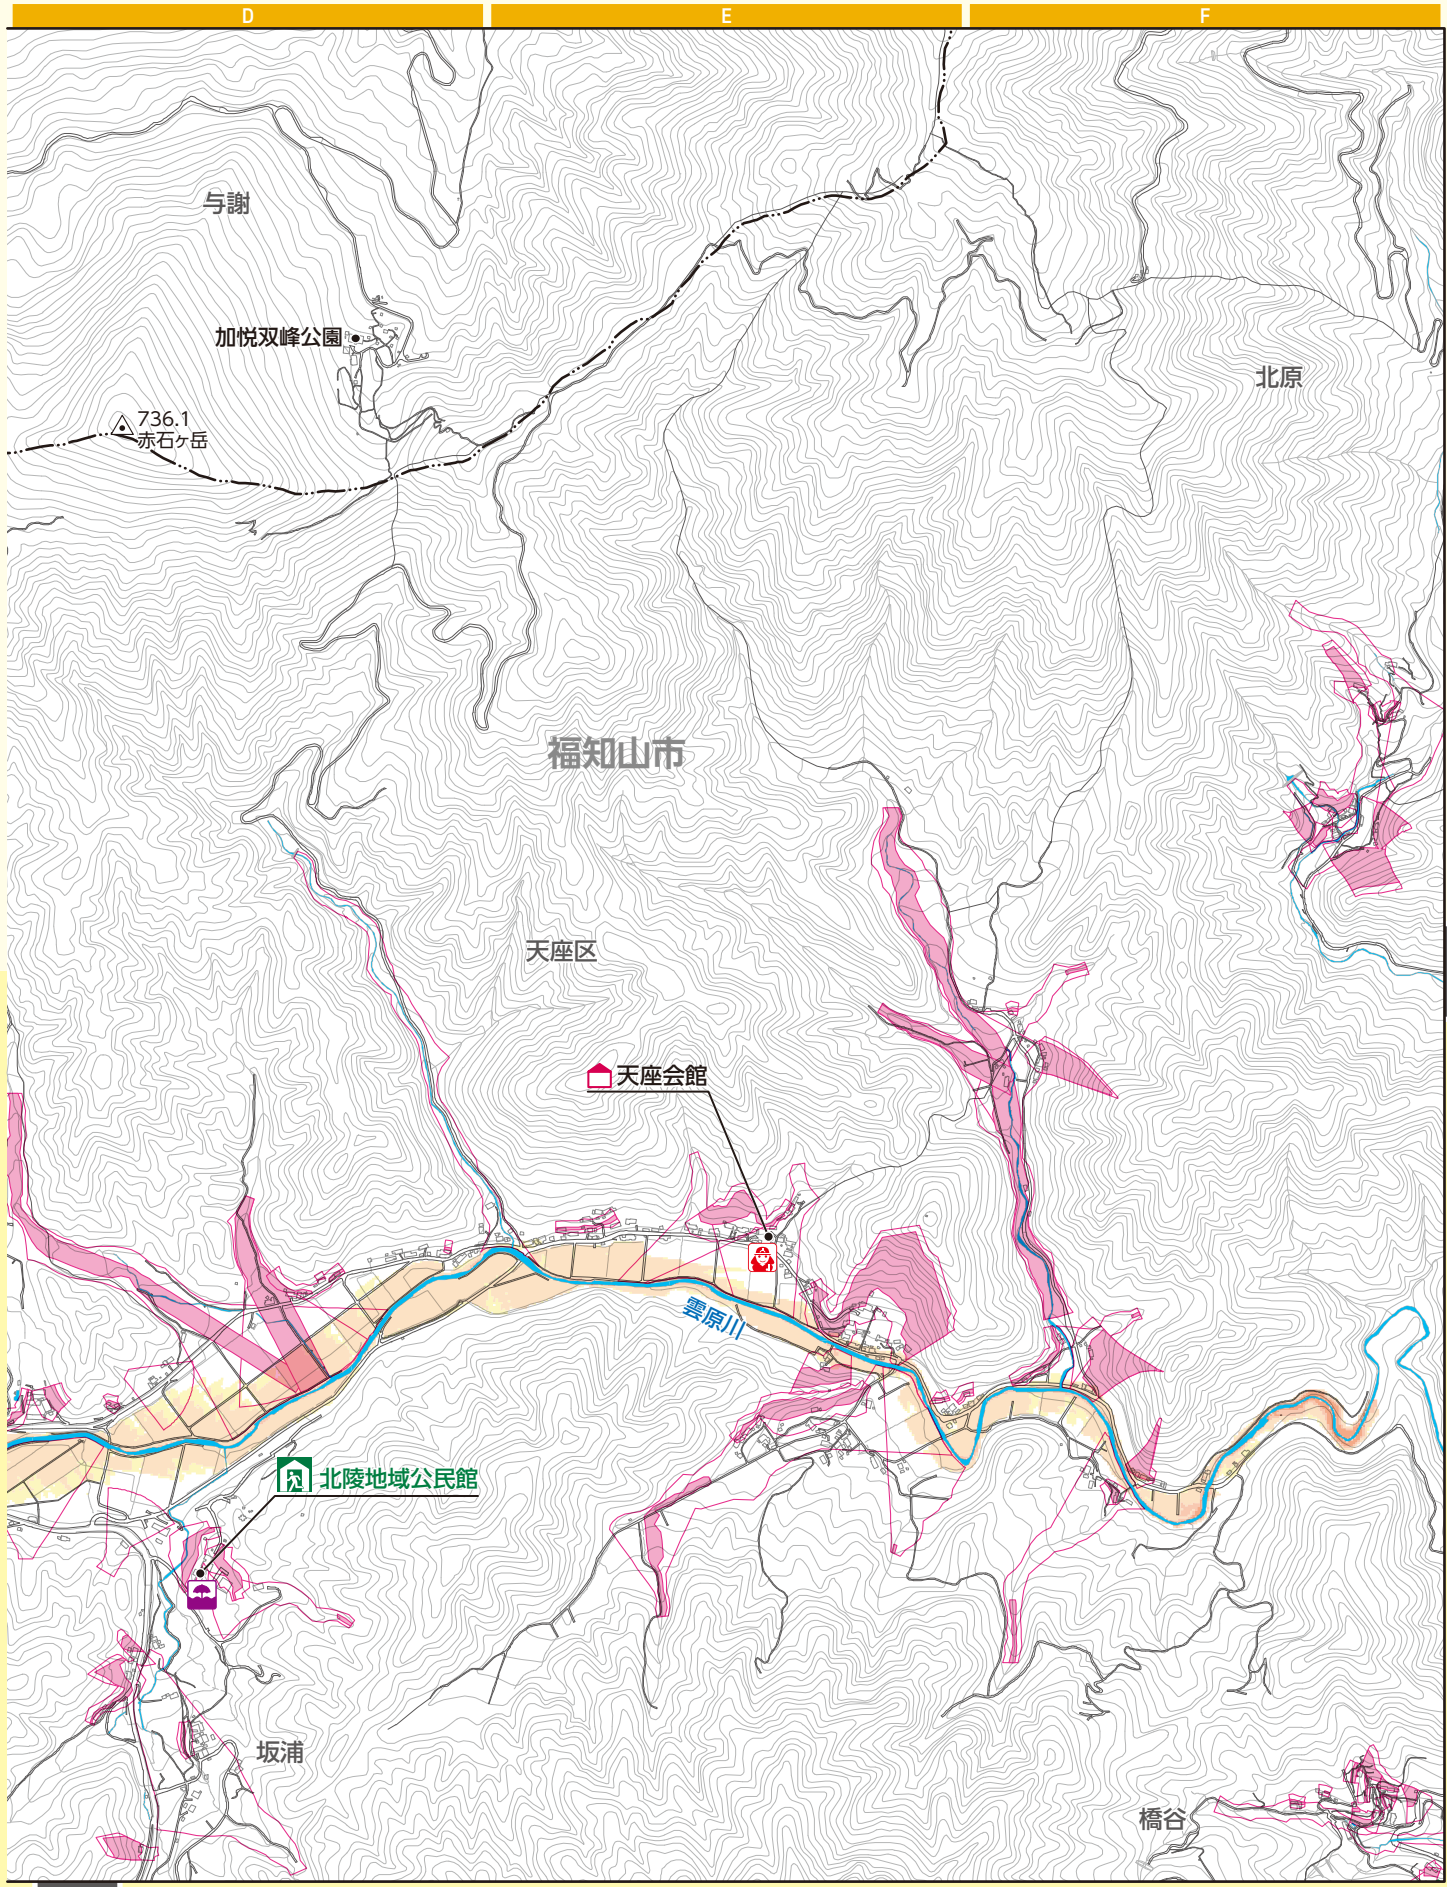 D
E
F
与謝
加悦双峰公園
736.1
赤石ヶ岳
北原
福知山市
天座区
天座会館
雲原川
北陵地域公民館
坂浦
橋谷